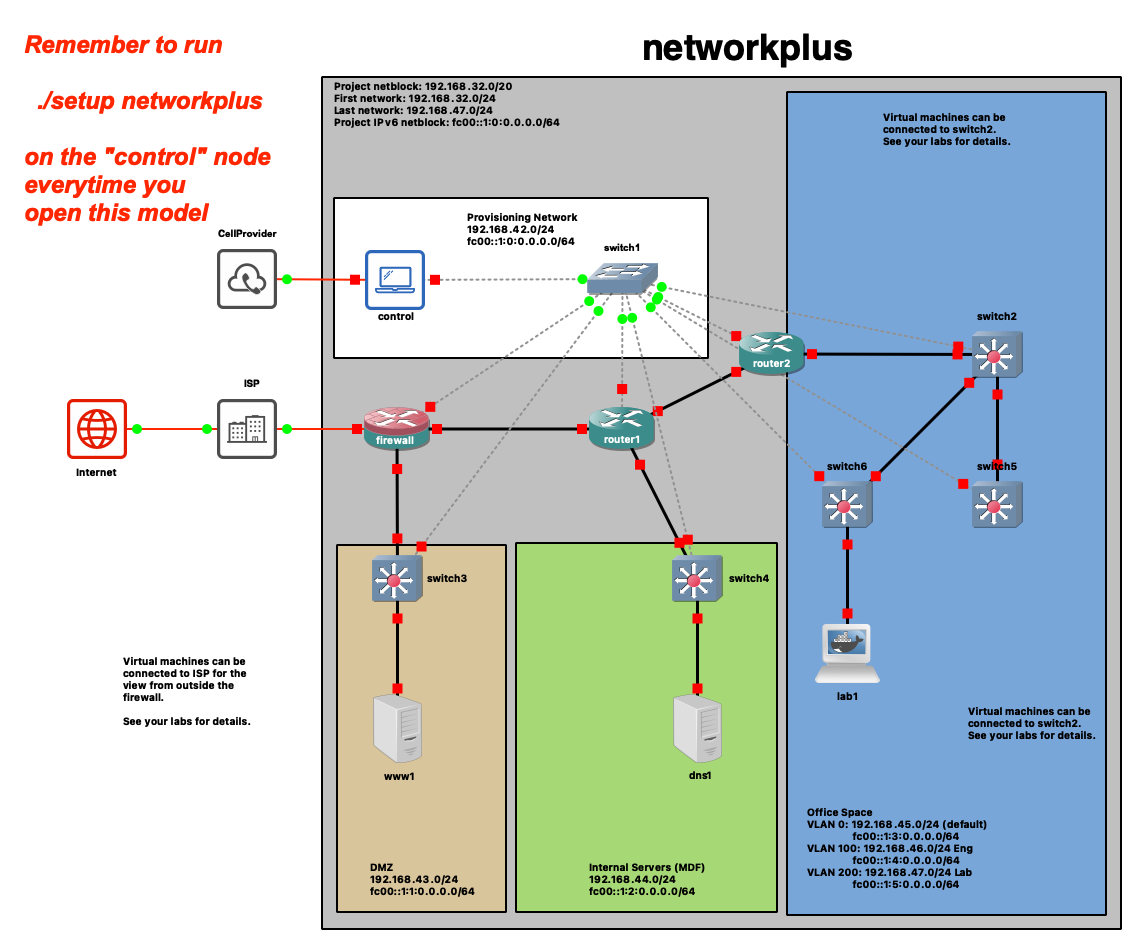 Remember to run
./setup networkplus
on the "control" node
everytime you
open this model
networkplus
Project netblock: 192.168.32.0/20
First network: 192.168.32.0/24
Last network: 192.168.47.0/24
Project IPv6 netblock: fc00::1:0:0.0.0.0/64
Virtual machines can be
connected to switch2.
See your labs for details.
Provisioning Network
192.168.42.0/24
fc00::1:0:0.0.0.0/64
switch1
CellProvider
control
switch2
router2
ISP
firewall
router1
Internet
switch6
switch5
switch3
switch4
Virtual machines can be
connected to ISP for the
view from outside the
firewall.
See your labs for details.
lab1
Virtual machines can be
connected to switch2.
See your labs for details.
www1
dns1
Office Space
VLAN 0: 192.168.45.0/24 (default)
fc00::1:3:0.0.0.0/64
VLAN 100: 192.168.46.0/24 Eng
fc00::1:4:0.0.0.0/64
VLAN 200: 192.168.47.0/24 Lab
fc00::1:5:0.0.0.0/64
DMZ
192.168.43.0/24
fc00::1:1:0.0.0.0/64
Internal Servers (MDF)
192.168.44.0/24
fc00::1:2:0.0.0.0/64